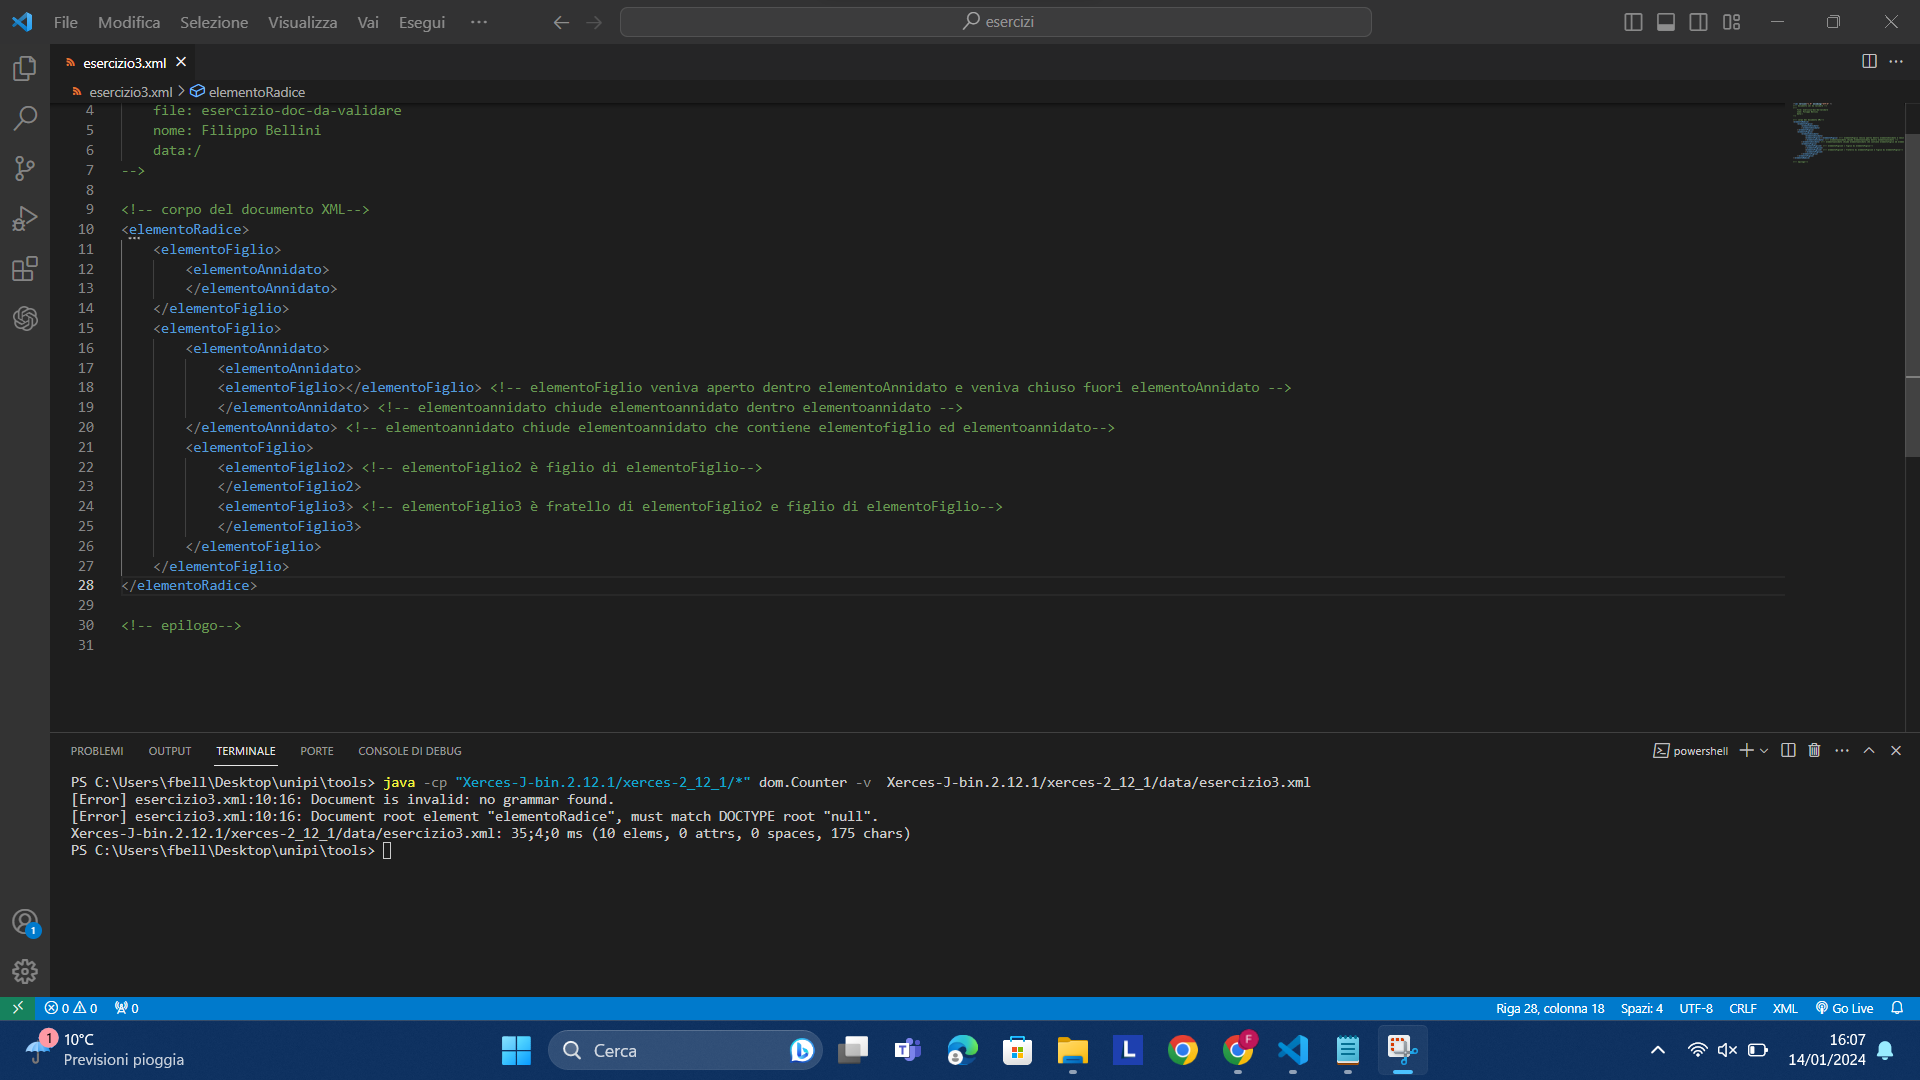 File Modifica Selezione Visualizza Vai Esegui ··· esercizi
esercizio3.xml
esercizio3.xml > elementoRadice
4 file: esercizio-doc-da-validare
5 nome: Filippo Bellini
6 data:/
7 -->
8
9 <!-- corpo del documento XML-->
10 <elementoRadice>
11 <elementoFiglio>
12 <elementoAnnidato>
13 </elementoAnnidato>
14 </elementoFiglio>
15 <elementoFiglio>
16 <elementoAnnidato>
17 <elementoAnnidato>
18 <elementoFiglio></elementoFiglio> <!-- elementoFiglio veniva aperto dentro elementoAnnidato e veniva chiuso fuori elementoAnnidato -->
19 </elementoAnnidato> <!-- elementoannidato chiude elementoannidato dentro elementoannidato -->
20 </elementoAnnidato> <!-- elementoannidato chiude elementoannidato che contiene elementofiglio ed elementoannidato-->
21 <elementoFiglio>
22 <elementoFiglio2> <!-- elementoFiglio2 è figlio di elementoFiglio-->
23 </elementoFiglio2>
24 <elementoFiglio3> <!-- elementoFiglio3 è fratello di elementoFiglio2 e figlio di elementoFiglio-->
25 </elementoFiglio3>
26 </elementoFiglio>
27 </elementoFiglio>
28 </elementoRadice>
29
30 <!-- epilogo-->
31
PROBLEMI OUTPUT TERMINALE PORTE CONSOLE DI DEBUG powershell
PS C:\Users\fbell\Desktop\unipi\tools> java -cp "Xerces-J-bin.2.12.1/xerces-2_12_1/*" dom.Counter -v  Xerces-J-bin.2.12.1/xerces-2_12_1/data/esercizio3.xml
[Error] esercizio3.xml:10:16: Document is invalid: no grammar found.
[Error] esercizio3.xml:10:16: Document root element "elementoRadice", must match DOCTYPE root "null".
Xerces-J-bin.2.12.1/xerces-2_12_1/data/esercizio3.xml: 35;4;0 ms (10 elems, 0 attrs, 0 spaces, 175 chars)
PS C:\Users\fbell\Desktop\unipi\tools>
1
0 0 0 Riga 28, colonna 18 Spazi: 4 UTF-8 CRLF XML Go Live
1 10°C
Previsioni pioggia
Cerca
T
L
F
16:07
14/01/2024